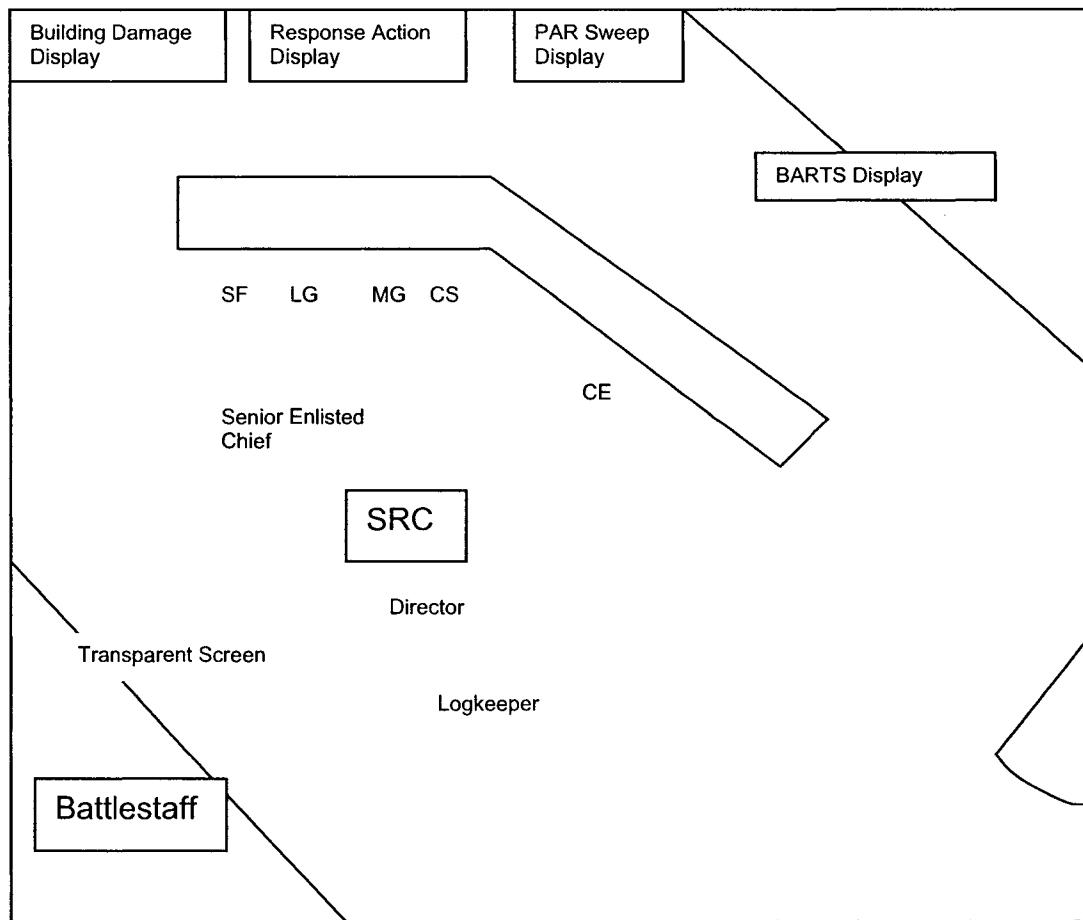 Building Damage
Display
Response Action
Display
PAR Sweep
Display
BARTS Display
SF
LG
MG
CS
CE
Senior Enlisted
Chief
SRC
Director
Transparent Screen
Logkeeper
Battlestaff